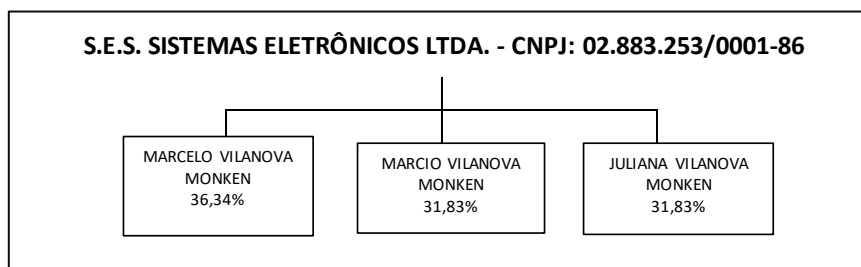 S.E.S. SISTEMAS ELETRÔNICOS LTDA. - CNPJ: 02.883.253/0001-86
MARCELO VILANOVA
MONKEN
36,34%
MARCIO VILANOVA
MONKEN
31,83%
JULIANA VILANOVA
MONKEN
31,83%